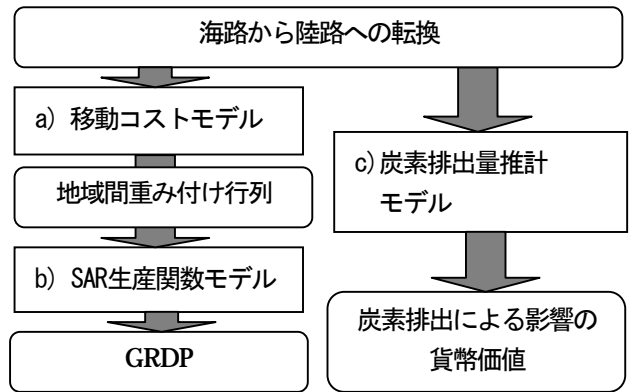 海路から陸路への転換
a) 移動コストモデル
地域間重み付け行列
b) SAR生産関数モデル
GRDP
c)炭素排出量推計
モデル
炭素排出による影響の
貨幣価値